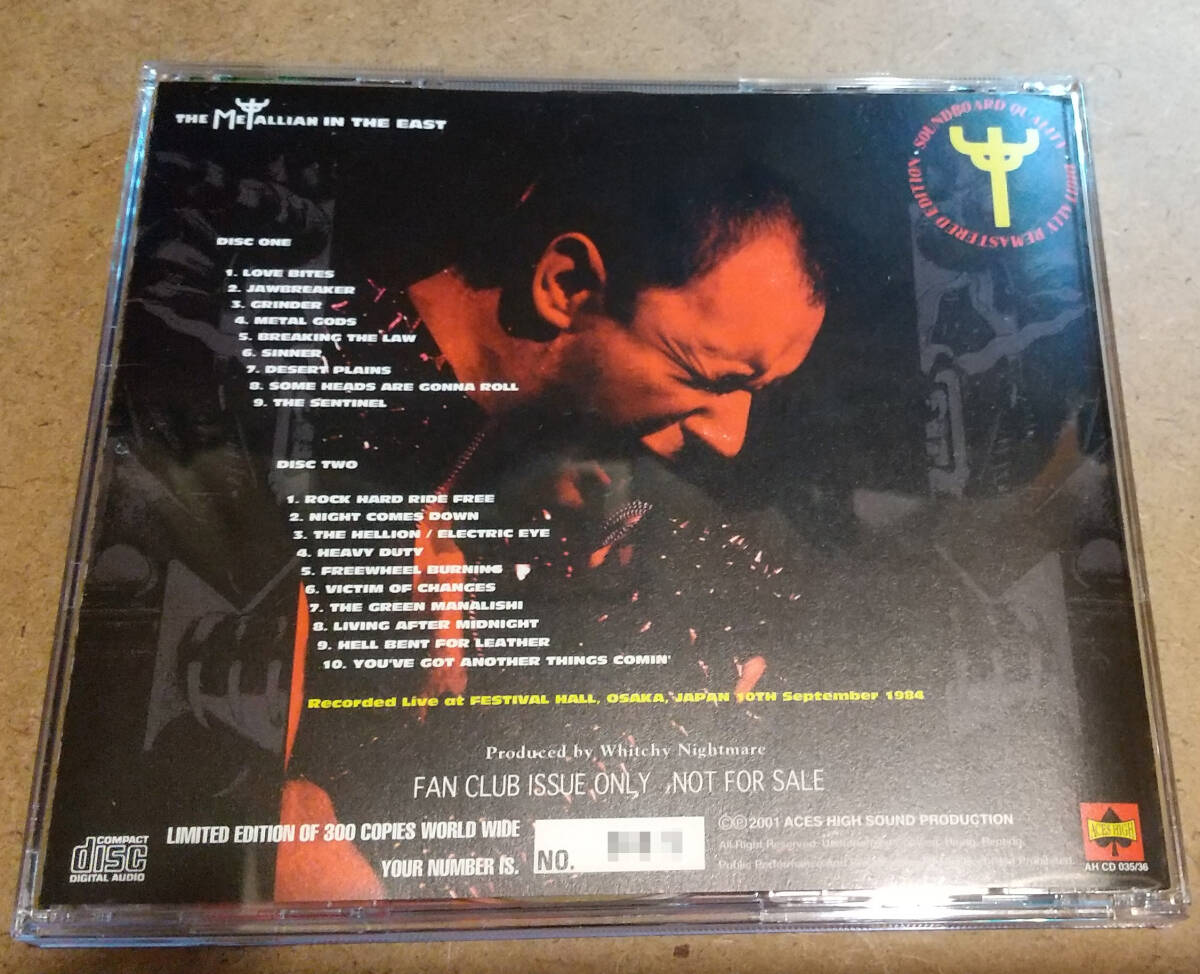 THE METALLIAN IN THE EAST
SOUNDBOARD QUALITY · DIGITALLY REMASTERED EDITION ·
DISC ONE
1. LOVE BITES
2. JAWBREAKER
3. GRINDER
4. METAL GODS
5. BREAKING THE LAW
6. SINNER
7. DESERT PLAINS
8. SOME HEADS ARE GONNA ROLL
9. THE SENTINEL
DISC TWO
1. ROCK HARD RIDE FREE
2. NIGHT COMES DOWN
3. THE HELLION / ELECTRIC EYE
4. HEAVY DUTY
5. FREEWHEEL BURNING
6. VICTIM OF CHANGES
7. THE GREEN MANALISHI
8. LIVING AFTER MIDNIGHT
9. HELL BENT FOR LEATHER
10. YOU'VE GOT ANOTHER THINGS COMIN'
Recorded Live at FESTIVAL HALL, OSAKA, JAPAN 10TH September 1984
Produced by Whitchy Nightmare
FAN CLUB ISSUE ONLY , NOT FOR SALE
LIMITED EDITION OF 300 COPIES WORLD WIDE
YOUR NUMBER IS. NO.
COMPACT
disc
DIGITAL AUDIO
©℗2001 ACES HIGH SOUND PRODUCTION
All Right Reserved.
Public Prohibited.
ACES HIGH
AH CD 035/36